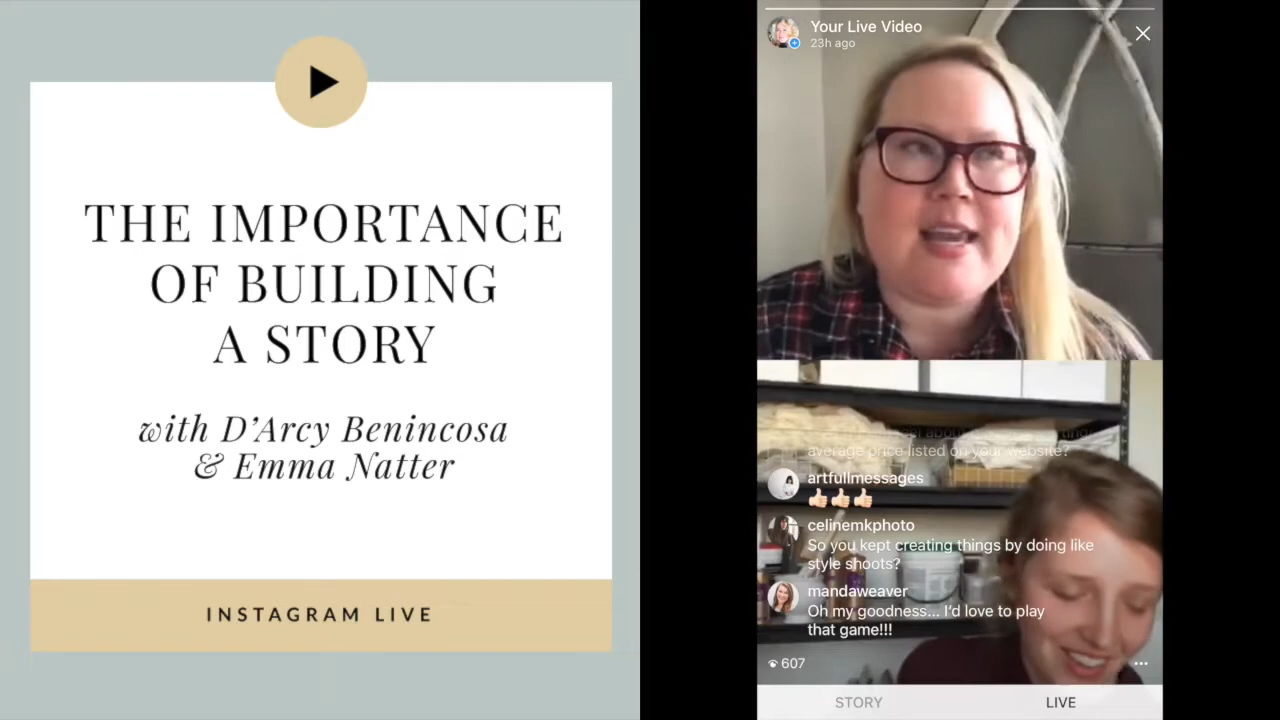 THE IMPORTANCE
OF BUILDING
A STORY
with D'Arcy Benincosa
& Emma Natter
INSTAGRAM LIVE
Your Live Video
23h ago
average price listed on your website?
artfullmessages
👍🏻👍🏻👍🏻
celinemkphoto
So you kept creating things by doing like
style shoots?
mandaweaver
Oh my goodness... I'd love to play
that game!!!
607
STORY
LIVE